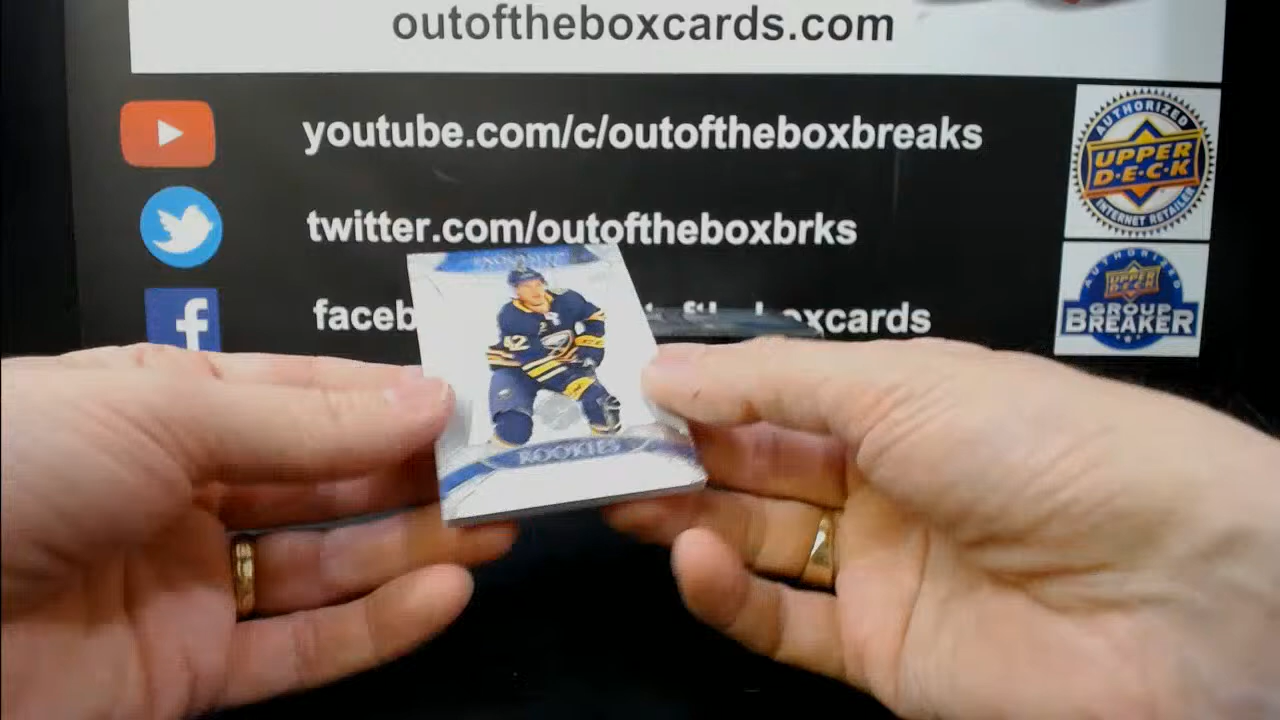 outoftheboxcards.com
youtube.com/c/outoftheboxbreaks
AUTHORIZED
UPPER
D·E·C·K
INTERNET RETAILER
twitter.com/outoftheboxbrks
EXQUISITE
faceb
xcards
AUTHORIZED
UPPER
DECK
GROUP
BREAKER
ROOKIES